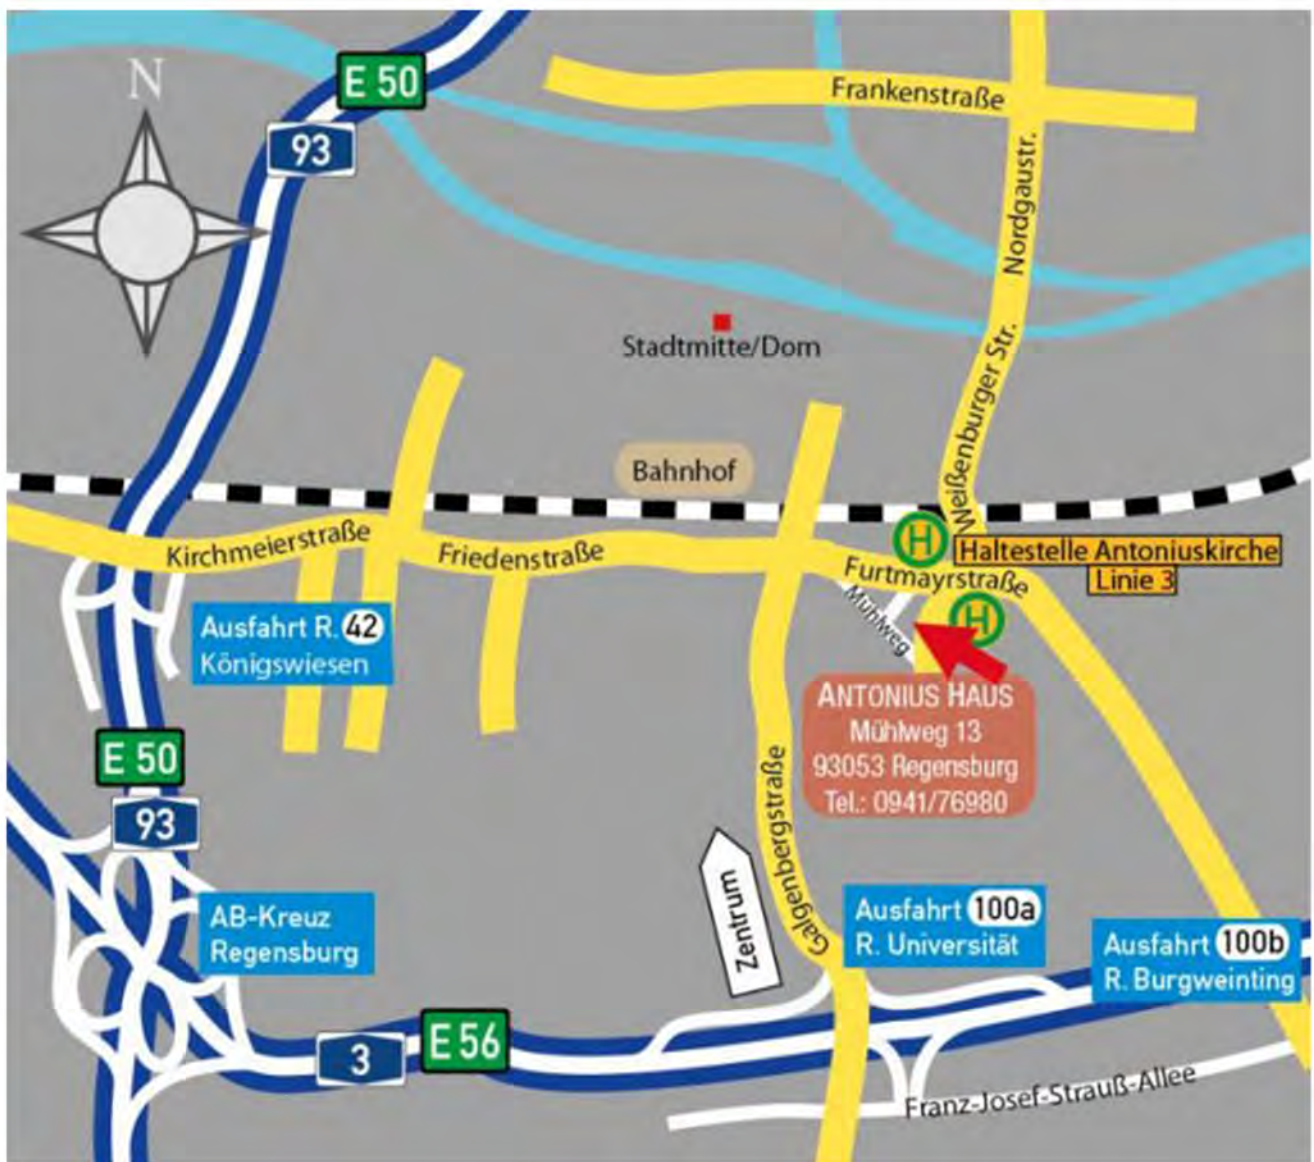 N
E 50
93
Frankenstraße
Nordgaustr.
Stadtmitte/Dom
Weißenburger Str.
Bahnhof
Kirchmeierstraße
Friedenstraße
Furtmayrstraße
H
Haltestelle Antoniuskirche
Linie 3
H
Mühlweg
Ausfahrt R. 42
Königswiesen
ANTONIUS HAUS
Mühlweg 13
93053 Regensburg
Tel.: 0941/76980
E 50
93
Galgenbergstraße
Zentrum
AB-Kreuz
Regensburg
Ausfahrt 100a
R. Universität
Ausfahrt 100b
R. Burgweinting
3
E 56
Franz-Josef-Strauß-Allee